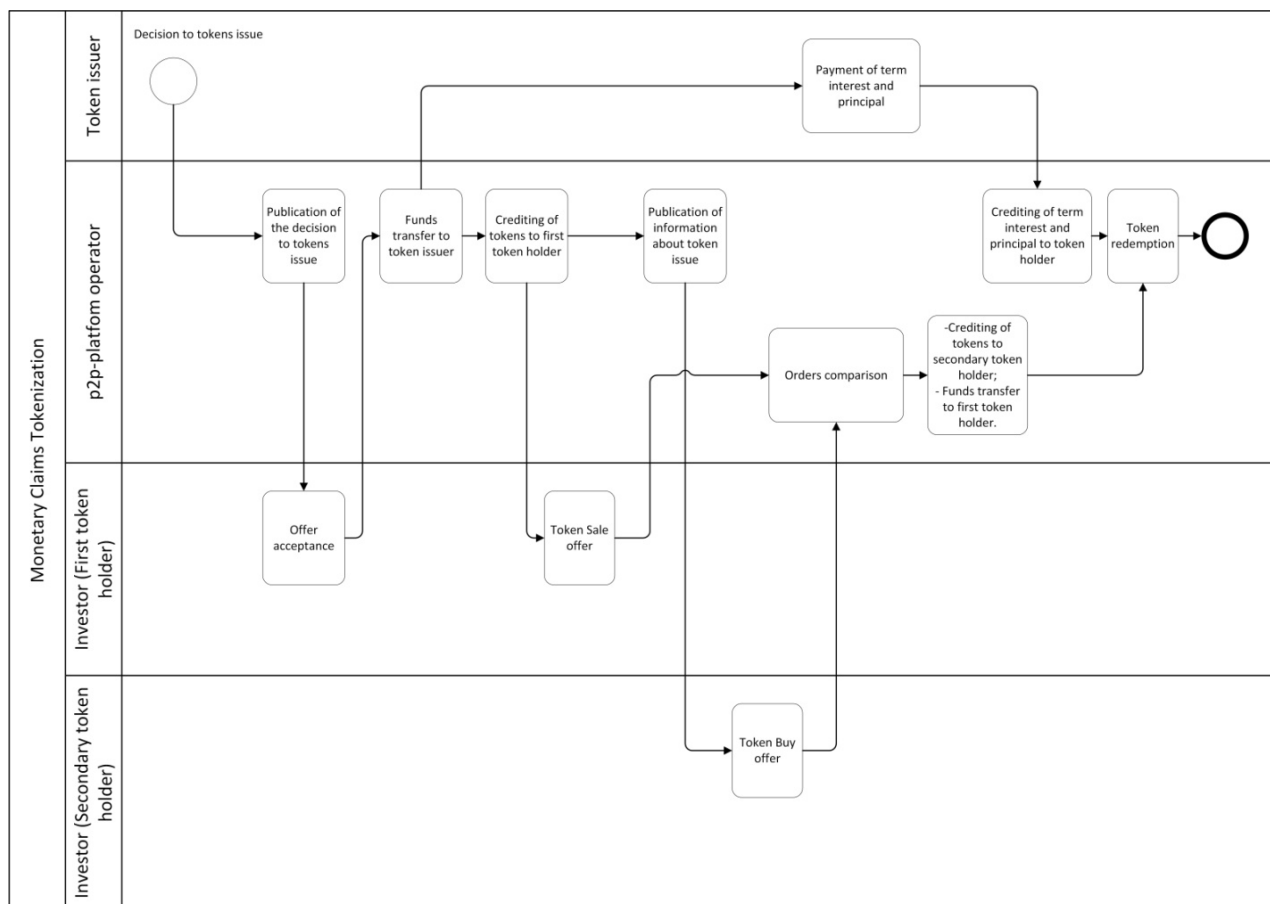 Monetary Claims Tokenization
Token issuer
Decision to tokens issue
Payment of term
interest and
principal
p2p-platfom operator
Publication of
the decision
to tokens
issue
Funds
transfer to
token issuer
Crediting of
tokens to first
token holder
Publication of
information
about token
issue
Crediting of term
interest and
principal to token
holder
Token
redemption
Orders comparison
-Crediting of
tokens to
secondary token
holder;
- Funds transfer
to first token
holder.
Investor (First token
holder)
Offer
acceptance
Token Sale
offer
Investor (Secondary token
holder)
Token Buy
offer